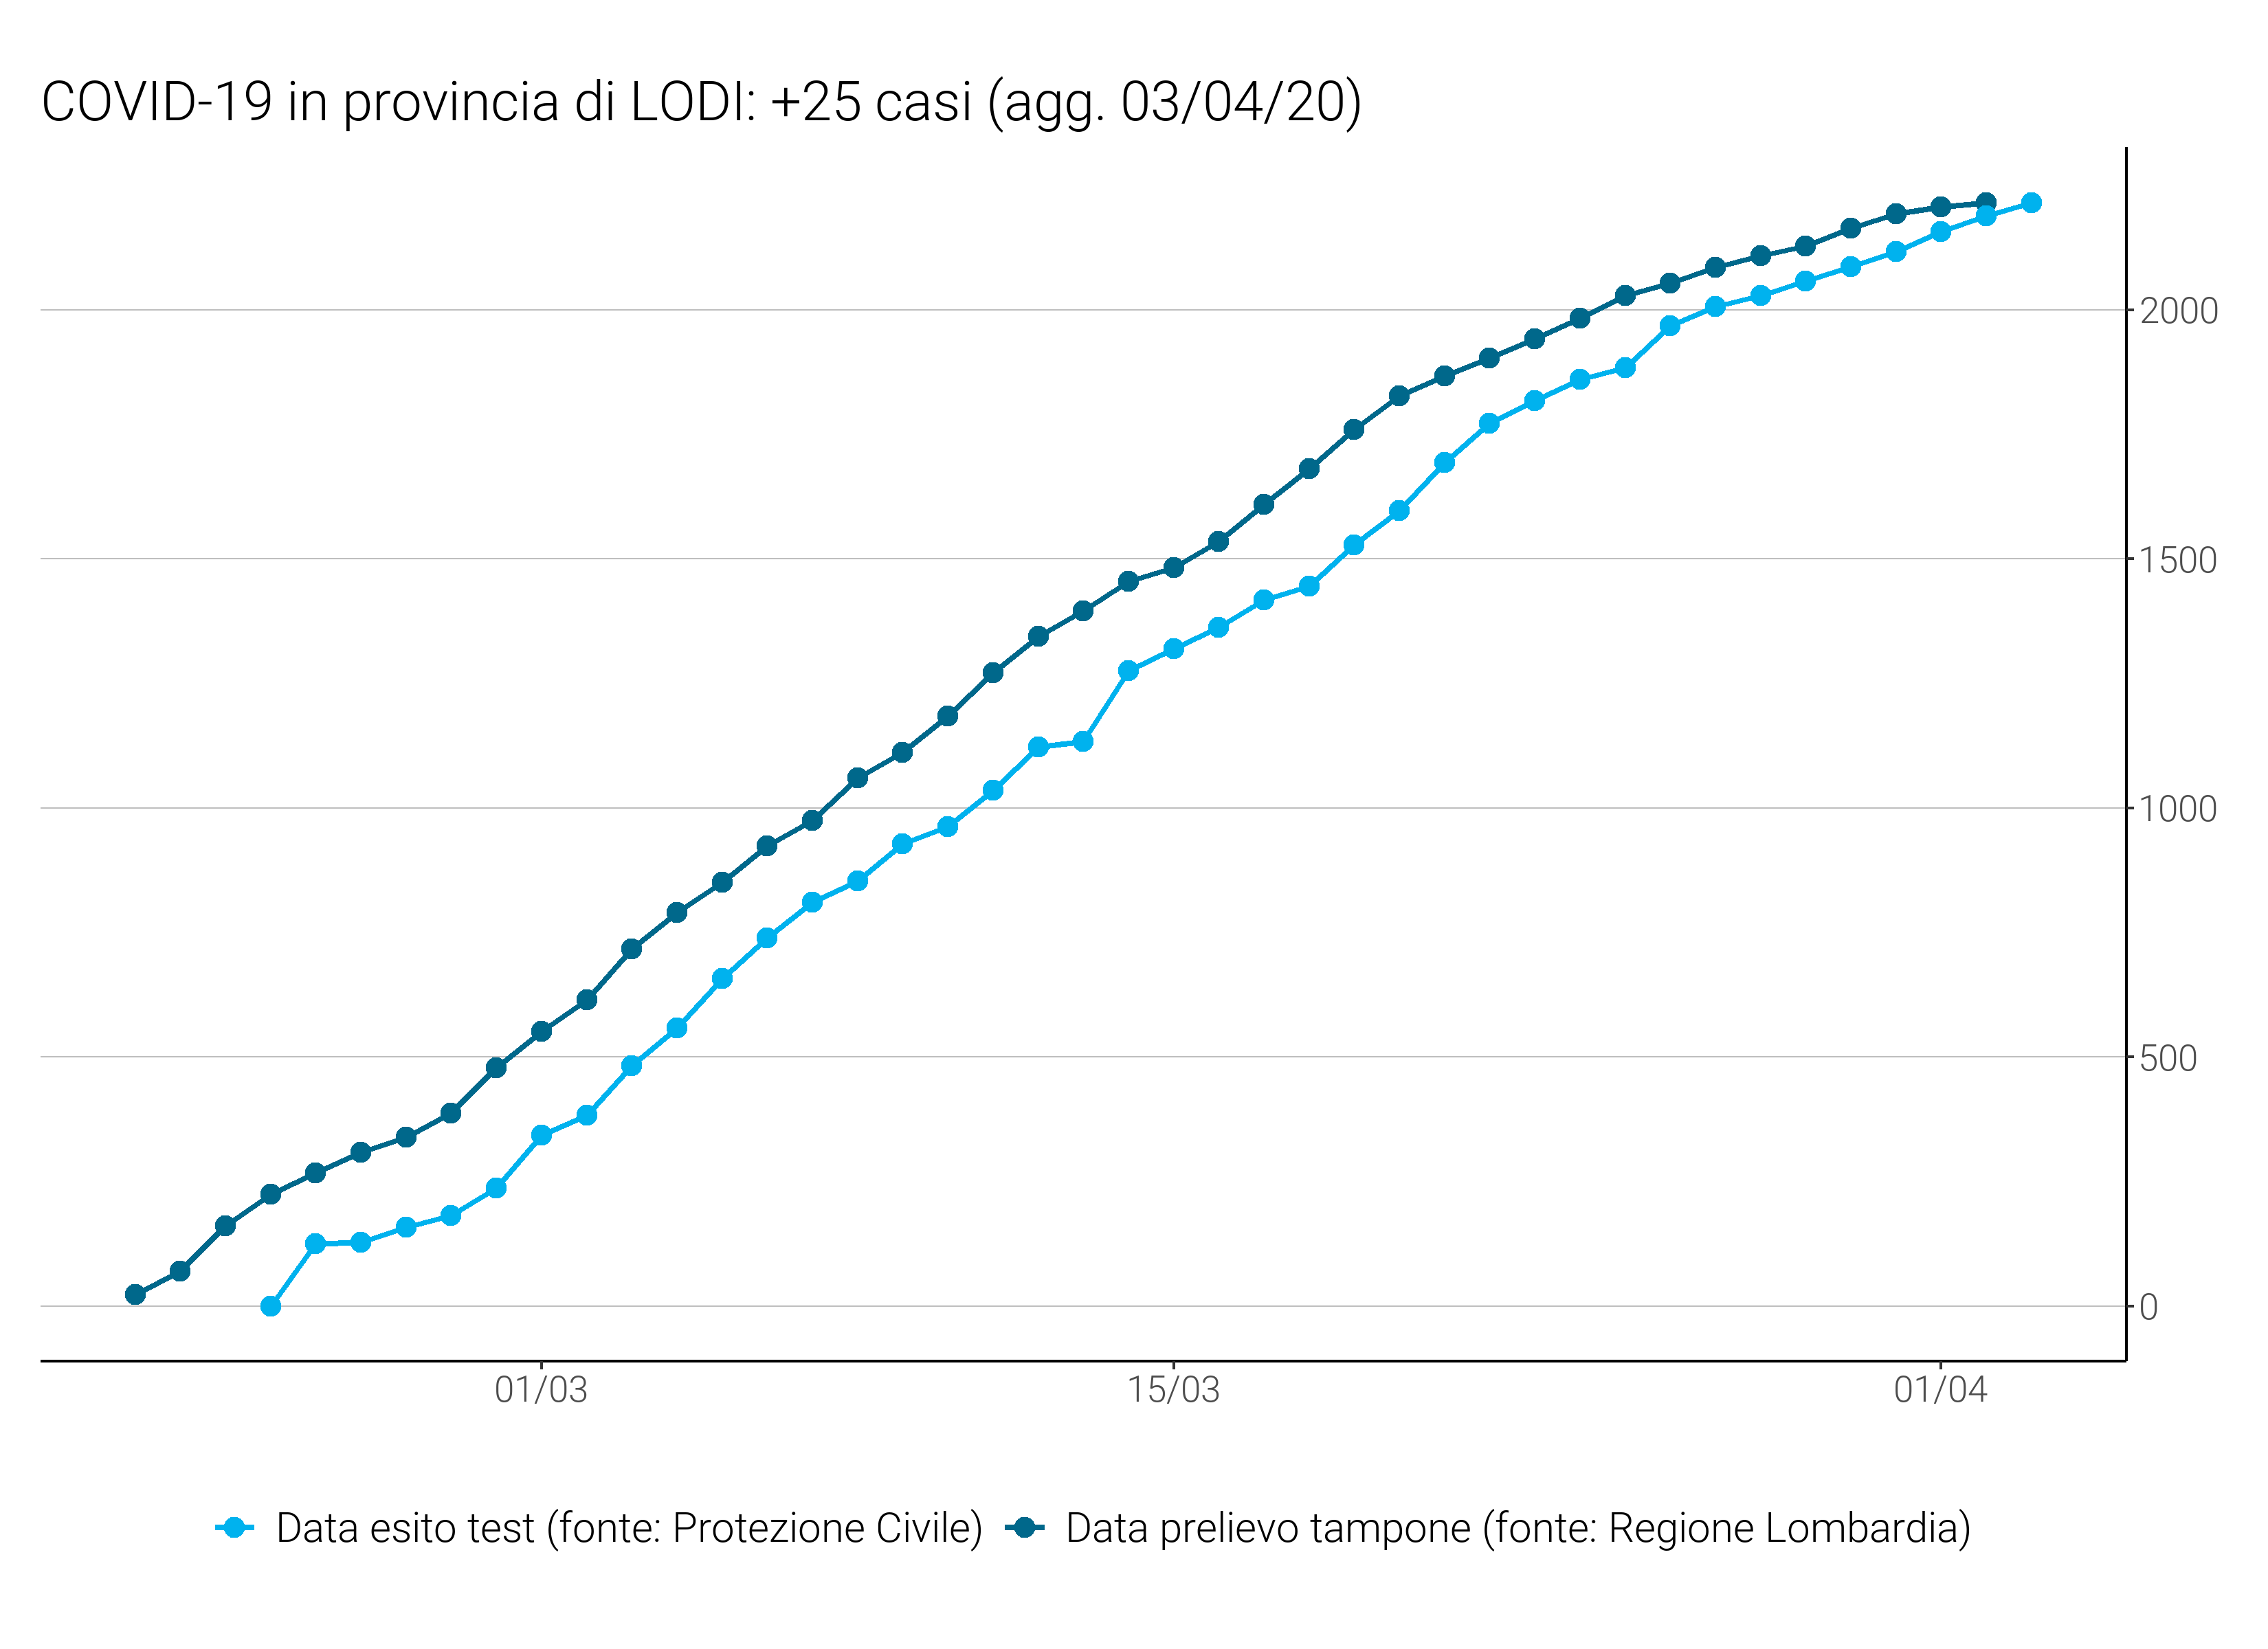 COVID-19 in provincia di LODI: +25 casi (agg. 03/04/20)
2000
1500
1000
500
0
01/03 15/03 01/04
Data esito test (fonte: Protezione Civile) Data prelievo tampone (fonte: Regione Lombardia)